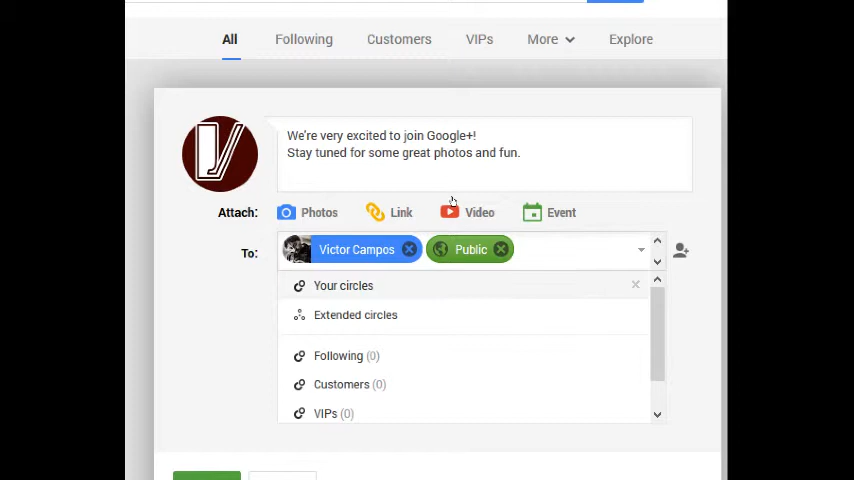 All Following Customers VIPs More Explore
We're very excited to join Google+!
Stay tuned for some great photos and fun.
Attach: Photos Link Video Event
To: Victor Campos Public
Your circles
Extended circles
Following (0)
Customers (0)
VIPs (0)